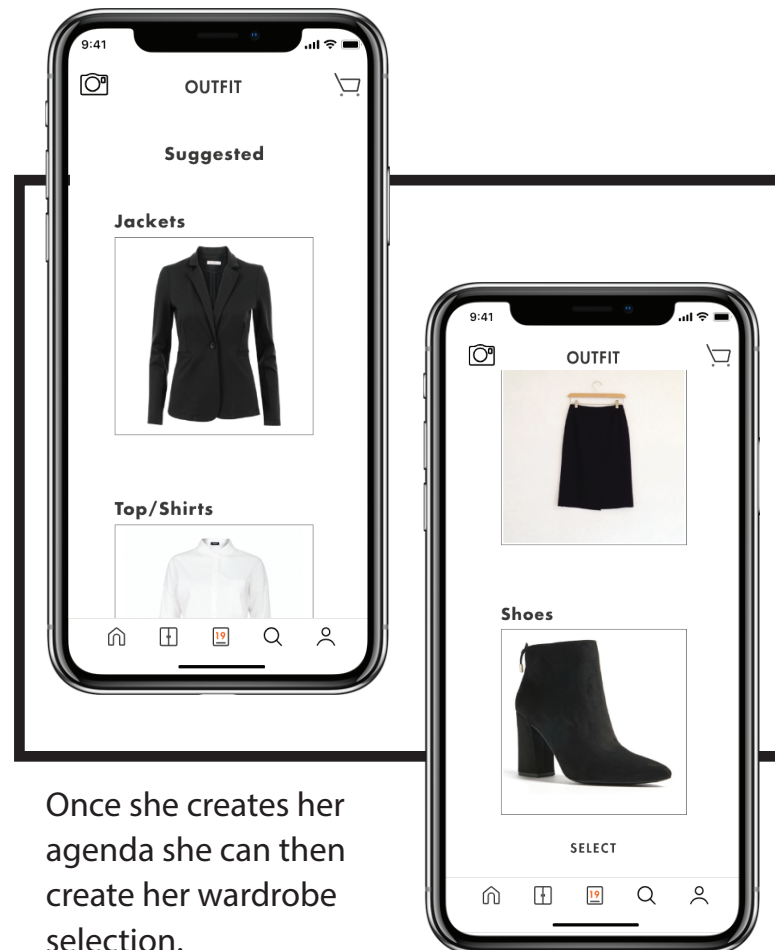 9:41
OUTFIT
Suggested
Jackets
Top/Shirts
19
9:41
OUTFIT
Shoes
SELECT
19
Once she creates her
agenda she can then
create her wardrobe
selection.